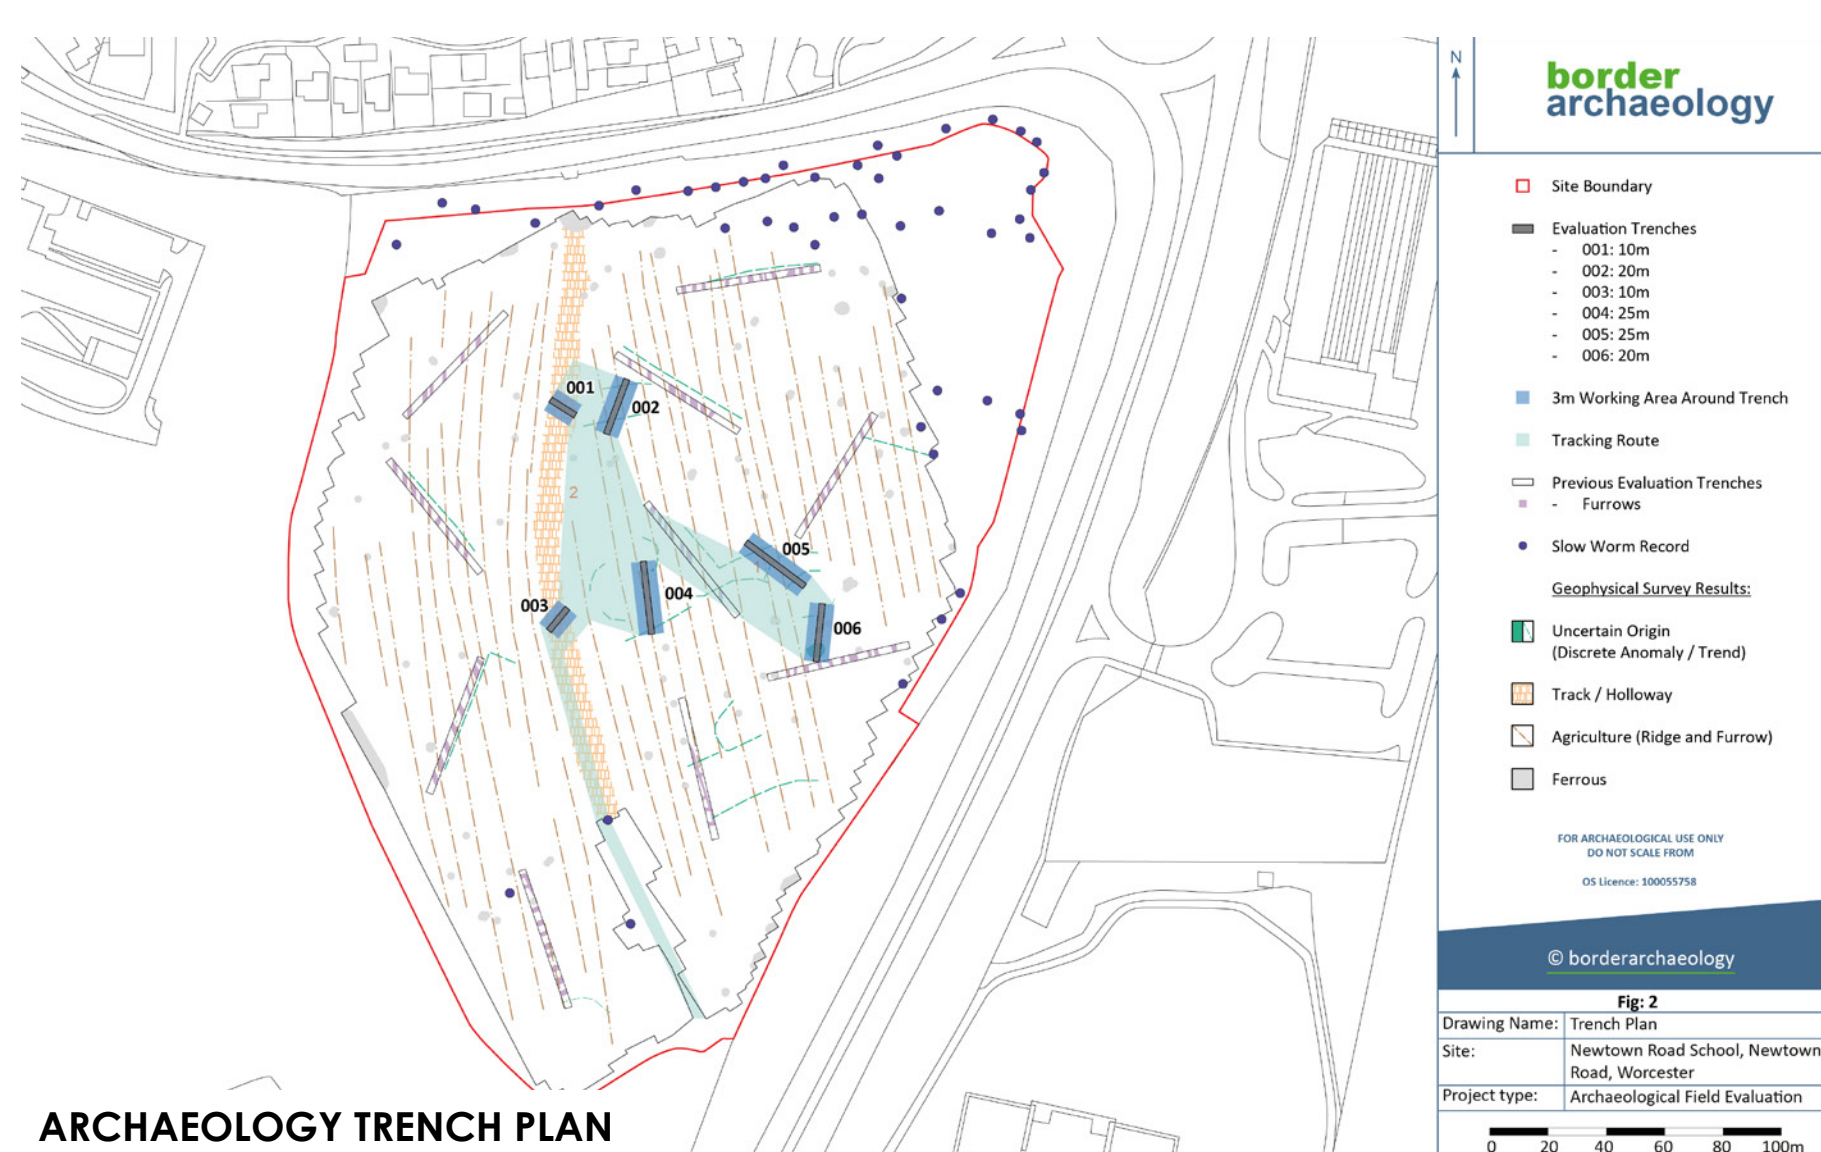 001
002
2
005
003
004
006
ARCHAEOLOGY TRENCH PLAN
N
border
archaeology
Site Boundary
Evaluation Trenches
- 001: 10m
- 002: 20m
- 003: 10m
- 004: 25m
- 005: 25m
- 006: 20m
3m Working Area Around Trench
Tracking Route
Previous Evaluation Trenches
- Furrows
Slow Worm Record
Geophysical Survey Results:
Uncertain Origin
(Discrete Anomaly / Trend)
Track / Holloway
Agriculture (Ridge and Furrow)
Ferrous
FOR ARCHAEOLOGICAL USE ONLY
DO NOT SCALE FROM
OS Licence: 100055758
© borderarchaeology
Fig: 2
Drawing Name: Trench Plan
Site: Newtown Road School, Newtown
Road, Worcester
Project type: Archaeological Field Evaluation
0 20 40 60 80 100m